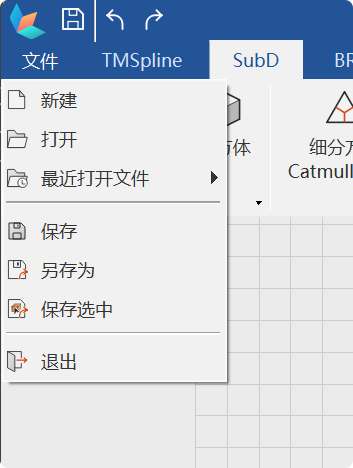 文件 TMSpline SubD BR
新建
打开
最近打开文件
保存
另存为
保存选中
退出
方体
细分方
Catmull